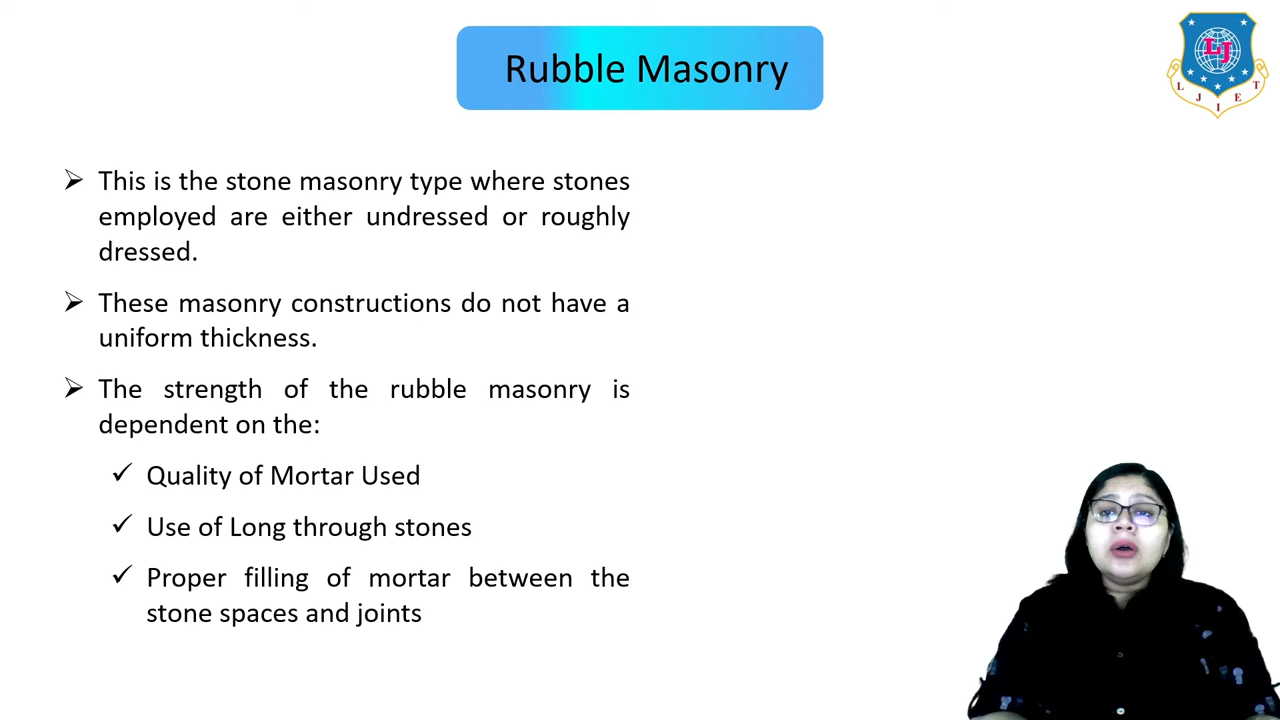 Rubble Masonry
LJ
L J I E T
This is the stone masonry type where stones
employed are either undressed or roughly
dressed.
These masonry constructions do not have a
uniform thickness.
The strength of the rubble masonry is
dependent on the:
Quality of Mortar Used
Use of Long through stones
Proper filling of mortar between the
stone spaces and joints